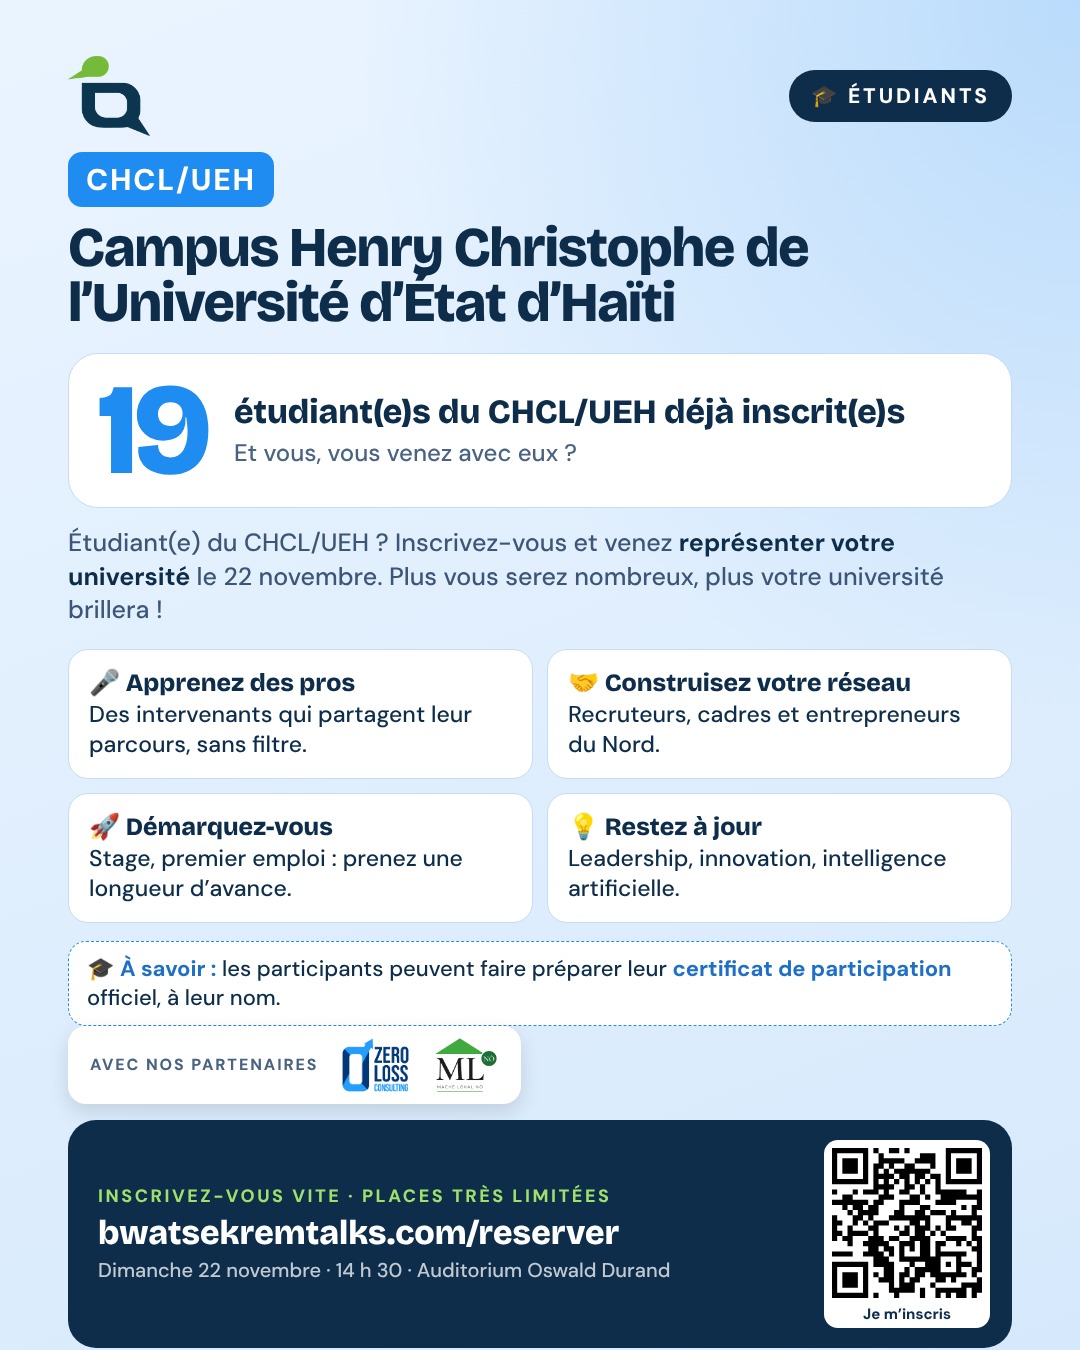 🎓 ÉTUDIANTS
CHCL/UEH
Campus Henry Christophe de
l’Université d’État d’Haïti
19
étudiant(e)s du CHCL/UEH déjà inscrit(e)s
Et vous, vous venez avec eux ?
Étudiant(e) du CHCL/UEH ? Inscrivez-vous et venez représenter votre
université le 22 novembre. Plus vous serez nombreux, plus votre université
brillera !
🎤 Apprenez des pros
Des intervenants qui partagent leur
parcours, sans filtre.
🤝 Construisez votre réseau
Recruteurs, cadres et entrepreneurs
du Nord.
🚀 Démarquez-vous
Stage, premier emploi : prenez une
longueur d’avance.
💡 Restez à jour
Leadership, innovation, intelligence
artificielle.
🎓 À savoir : les participants peuvent faire préparer leur certificat de participation
officiel, à leur nom.
AVEC NOS PARTENAIRES
ZERO
LOSS
CONSULTING
ML
NÒ
MACHÉ LOKAL NÒ
INSCRIVEZ-VOUS VITE · PLACES TRÈS LIMITÉES
bwatsekremtalks.com/reserver
Dimanche 22 novembre · 14 h 30 · Auditorium Oswald Durand
Je m’inscris